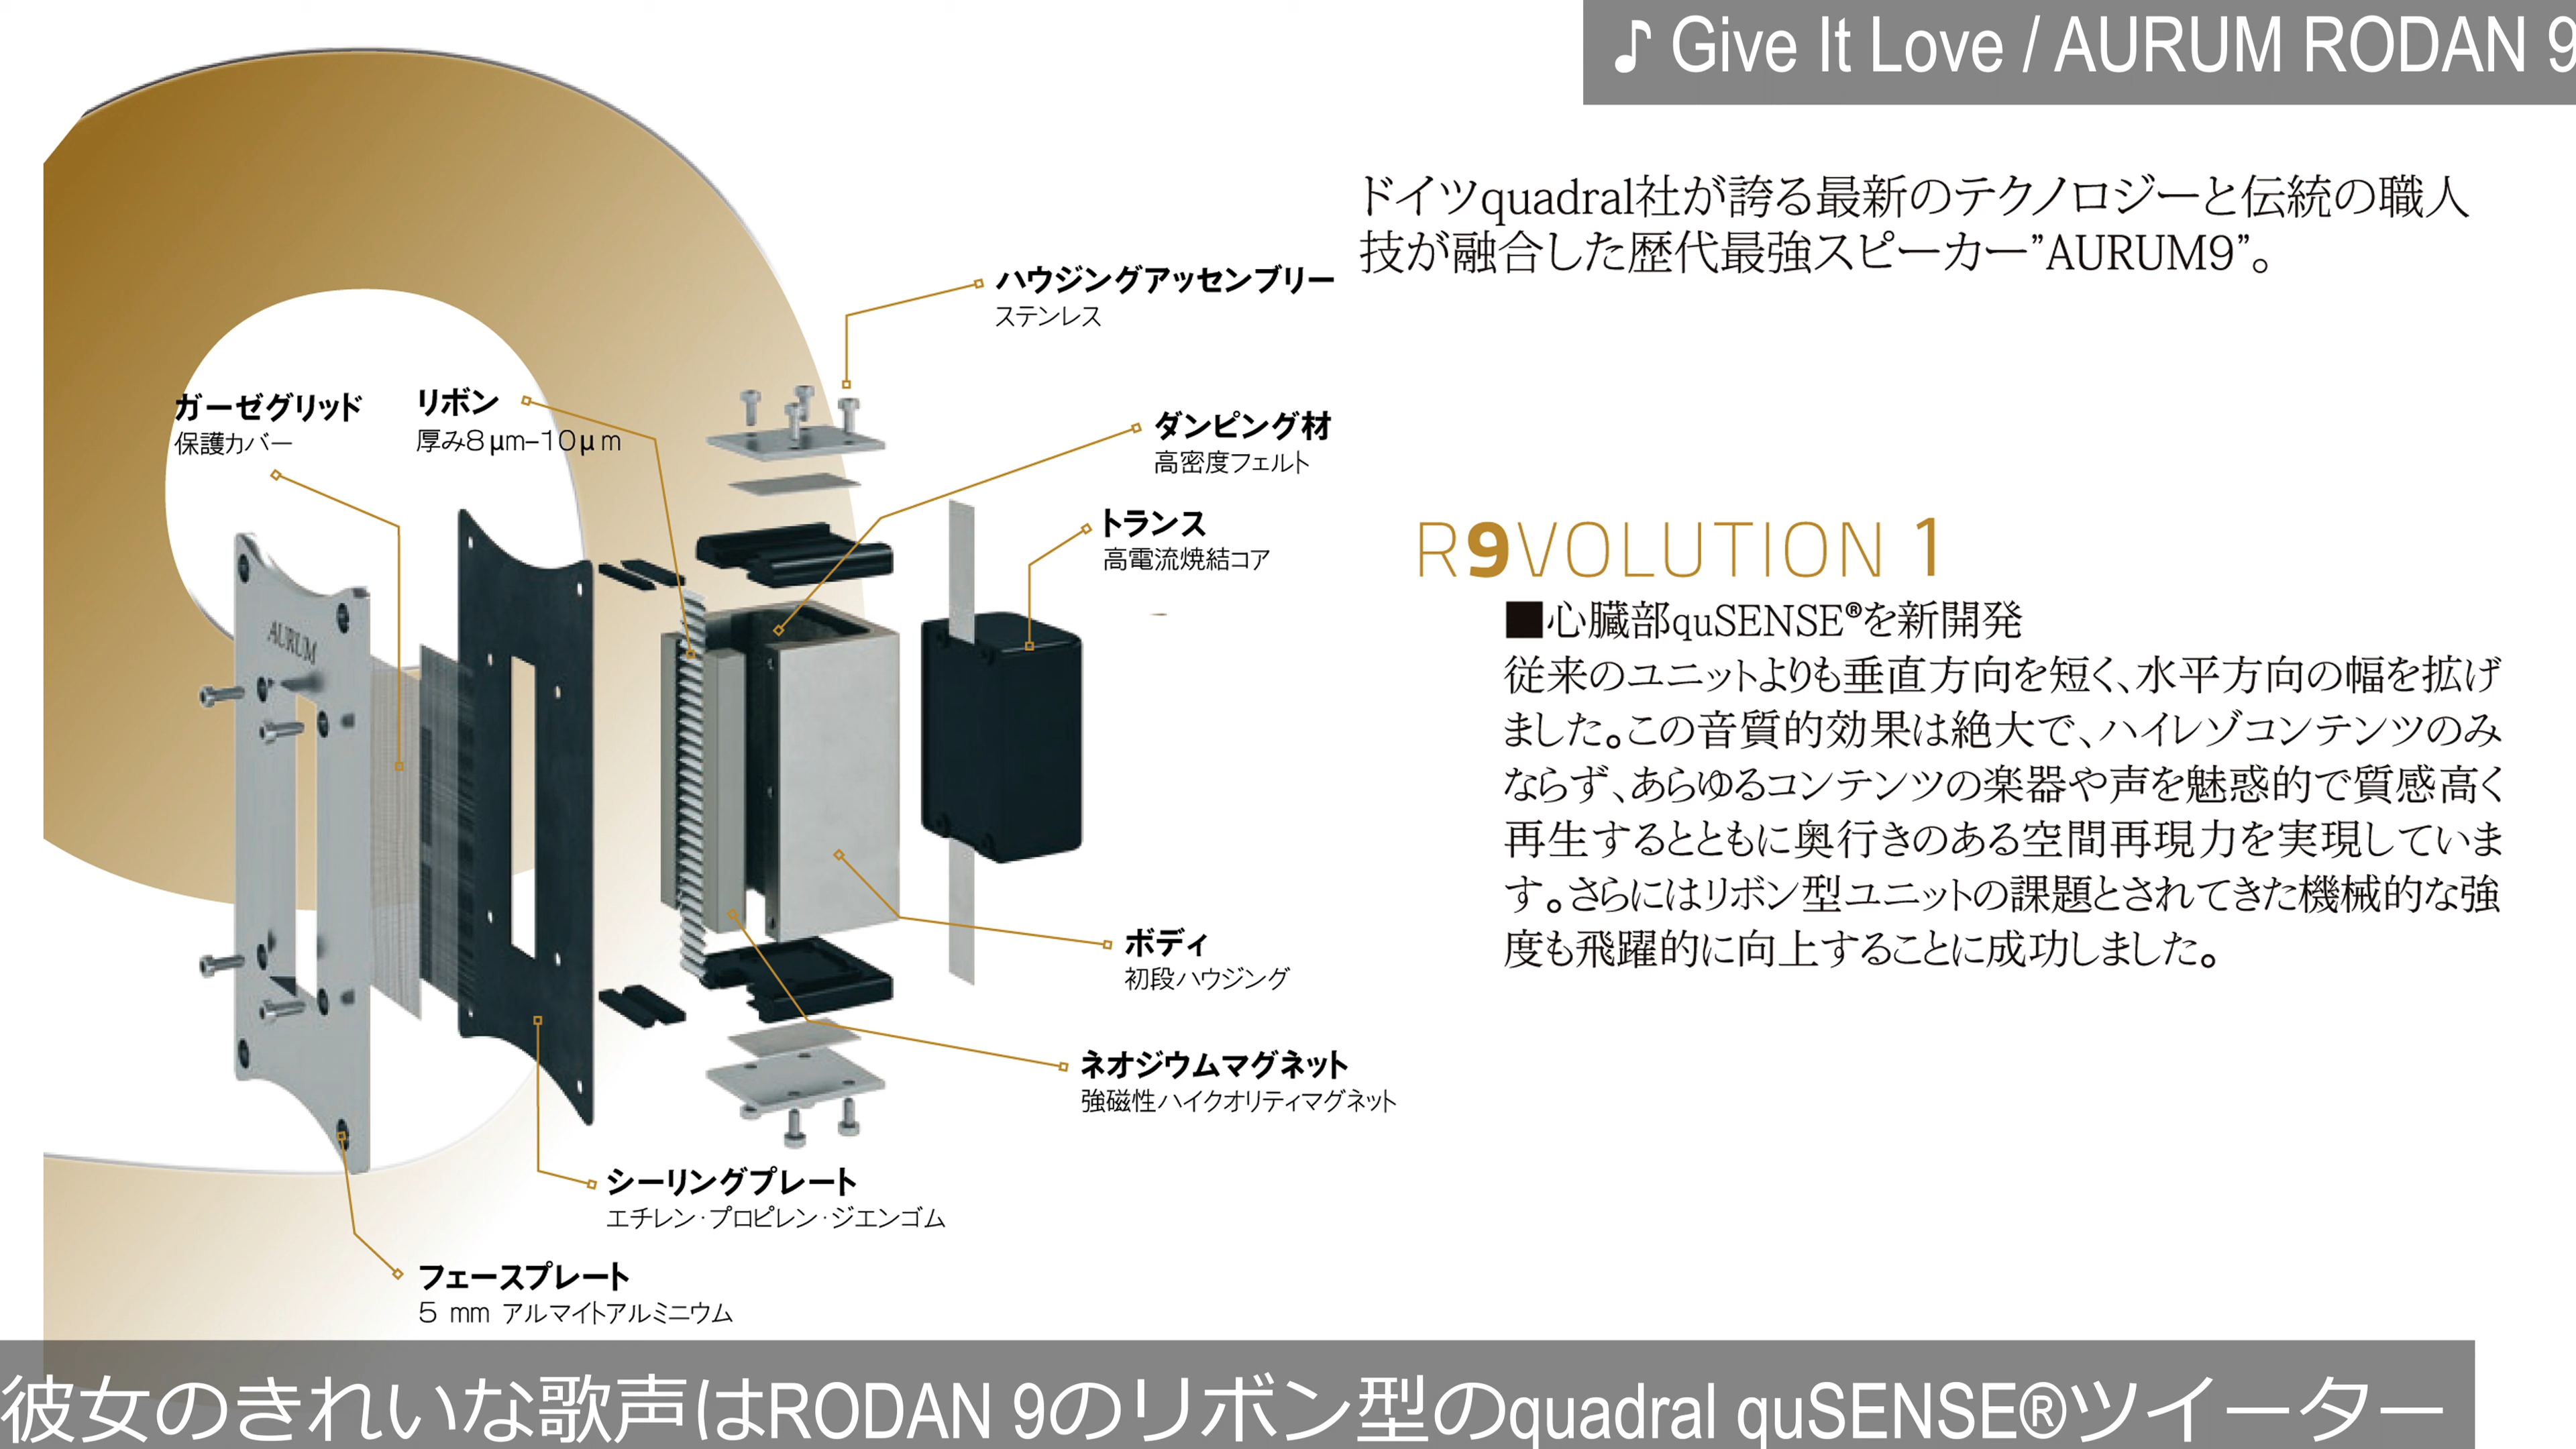 ♪ Give It Love / AURUM RODAN 9
ドイツquadral社が誇る最新のテクノロジーと伝統の職人
技が融合した歴代最強スピーカー”AURUM9”。
ハウジングアッセンブリー
ステンレス
ガーゼグリッド
保護カバー
リボン
厚み8μm-10μm
ダンピング材
高密度フェルト
トランス
高電流焼結コア
AURUM
ボディ
初段ハウジング
ネオジウムマグネット
強磁性ハイクオリティマグネット
シーリングプレート
エチレン・プロピレン・ジエンゴム
フェースプレート
5 mm アルマイトアルミニウム
R9VOLUTION 1
■心臓部quSENSE®を新開発
従来のユニットよりも垂直方向を短く、水平方向の幅を拡げ
ました。この音質的効果は絶大で、ハイレゾコンテンツのみ
ならず、あらゆるコンテンツの楽器や声を魅惑的で質感高く
再生するとともに奥行きのある空間再現力を実現していま
す。さらにはリボン型ユニットの課題とされてきた機械的な強
度も飛躍的に向上することに成功しました。
彼女のきれいな歌声はRODAN 9のリボン型のquadral quSENSE®ツイーター